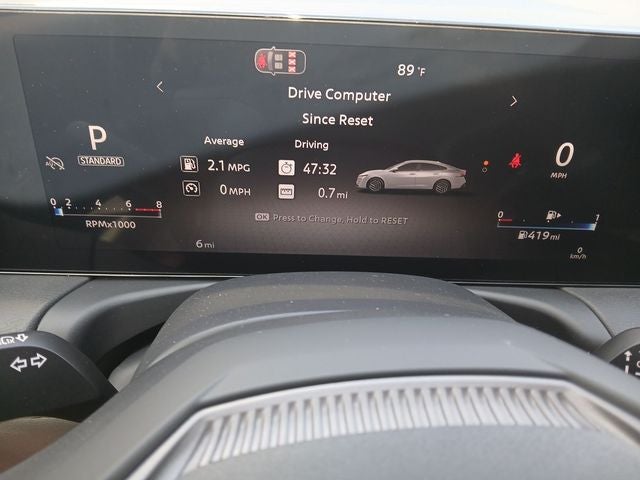 89 °F
Drive Computer
Since Reset
P
STANDARD
Average
Driving
2.1 MPG
47:32
0 MPH
0.7 mi
0
MPH
0 2 4 6 8
RPMx1000
OK Press to Change, Hold to RESET
0 1
419 mi
6 mi
0
km/h